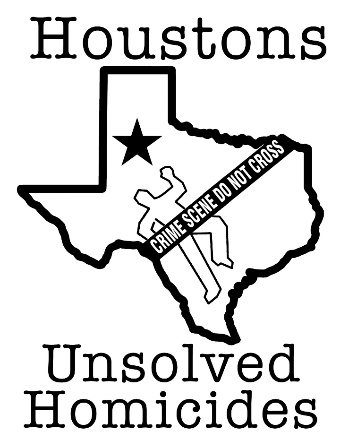 Houstons
CRIME SCENE DO NOT CROSS
Unsolved
Homicides